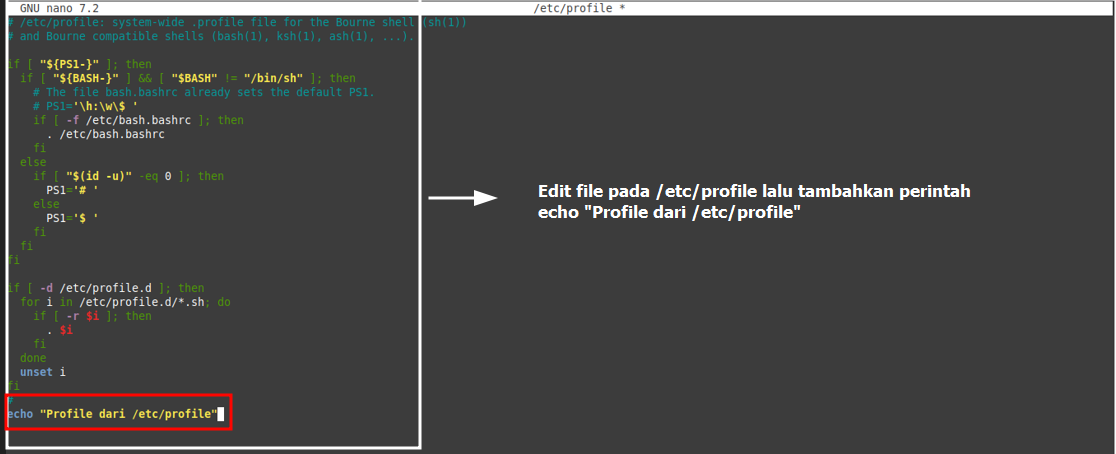 GNU nano 7.2 /etc/profile *
# /etc/profile: system-wide .profile file for the Bourne shell (sh(1))
# and Bourne compatible shells (bash(1), ksh(1), ash(1), ...).
if [ "${PS1-}" ]; then
if [ "${BASH-}" ] && [ "$BASH" != "/bin/sh" ]; then
# The file bash.bashrc already sets the default PS1.
# PS1='\h:\w\$ '
if [ -f /etc/bash.bashrc ]; then
. /etc/bash.bashrc
fi
else
if [ "$(id -u)" -eq 0 ]; then
PS1='# '
else
PS1='$ '
fi
fi
fi
if [ -d /etc/profile.d ]; then
for i in /etc/profile.d/*.sh; do
if [ -r $i ]; then
. $i
fi
done
unset i
fi
#
echo "Profile dari /etc/profile"
Edit file pada /etc/profile lalu tambahkan perintah
echo "Profile dari /etc/profile"